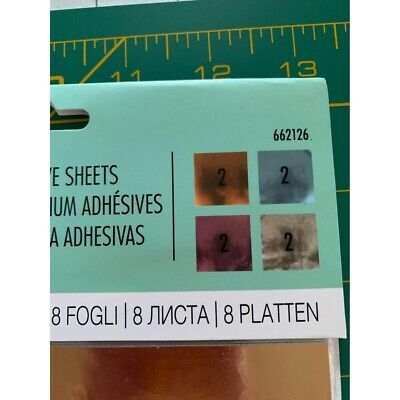 11 12 13
662126
E SHEETS
UM ADHÉSIVES
A ADHESIVAS
2 2
2 2
8 FOGLI | 8 ЛИСТА | 8 PLATTEN